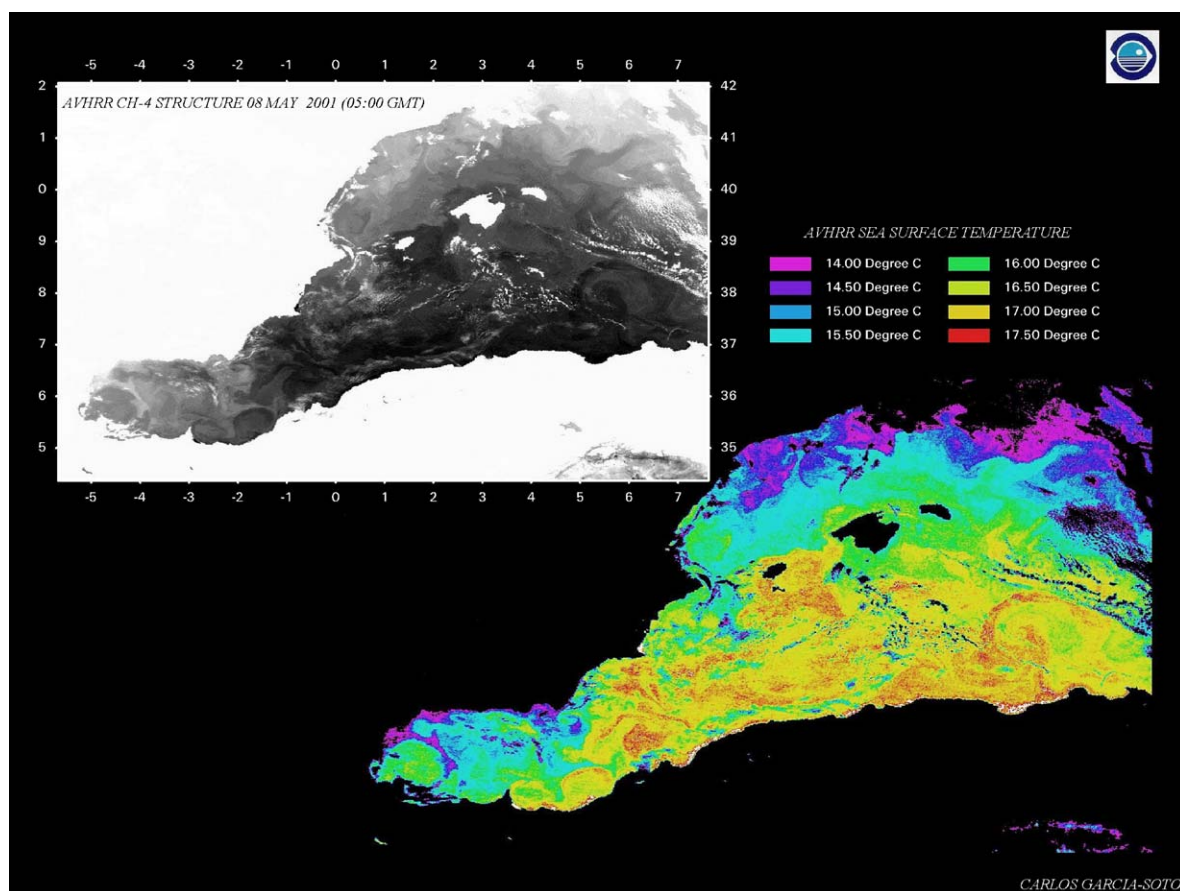 -5 -4 -3 -2 -1 0 1 2 3 4 5 6 7
AVHRR CH-4 STRUCTURE 08 MAY 2001 (05:00 GMT)
2 42
1 41
0 40
9 39
8 38
7 37
6 36
5 35
-5 -4 -3 -2 -1 0 1 2 3 4 5 6 7
AVHRR SEA SURFACE TEMPERATURE
14.00 Degree C 16.00 Degree C
14.50 Degree C 16.50 Degree C
15.00 Degree C 17.00 Degree C
15.50 Degree C 17.50 Degree C
CARLOS GARCIA-SOTO